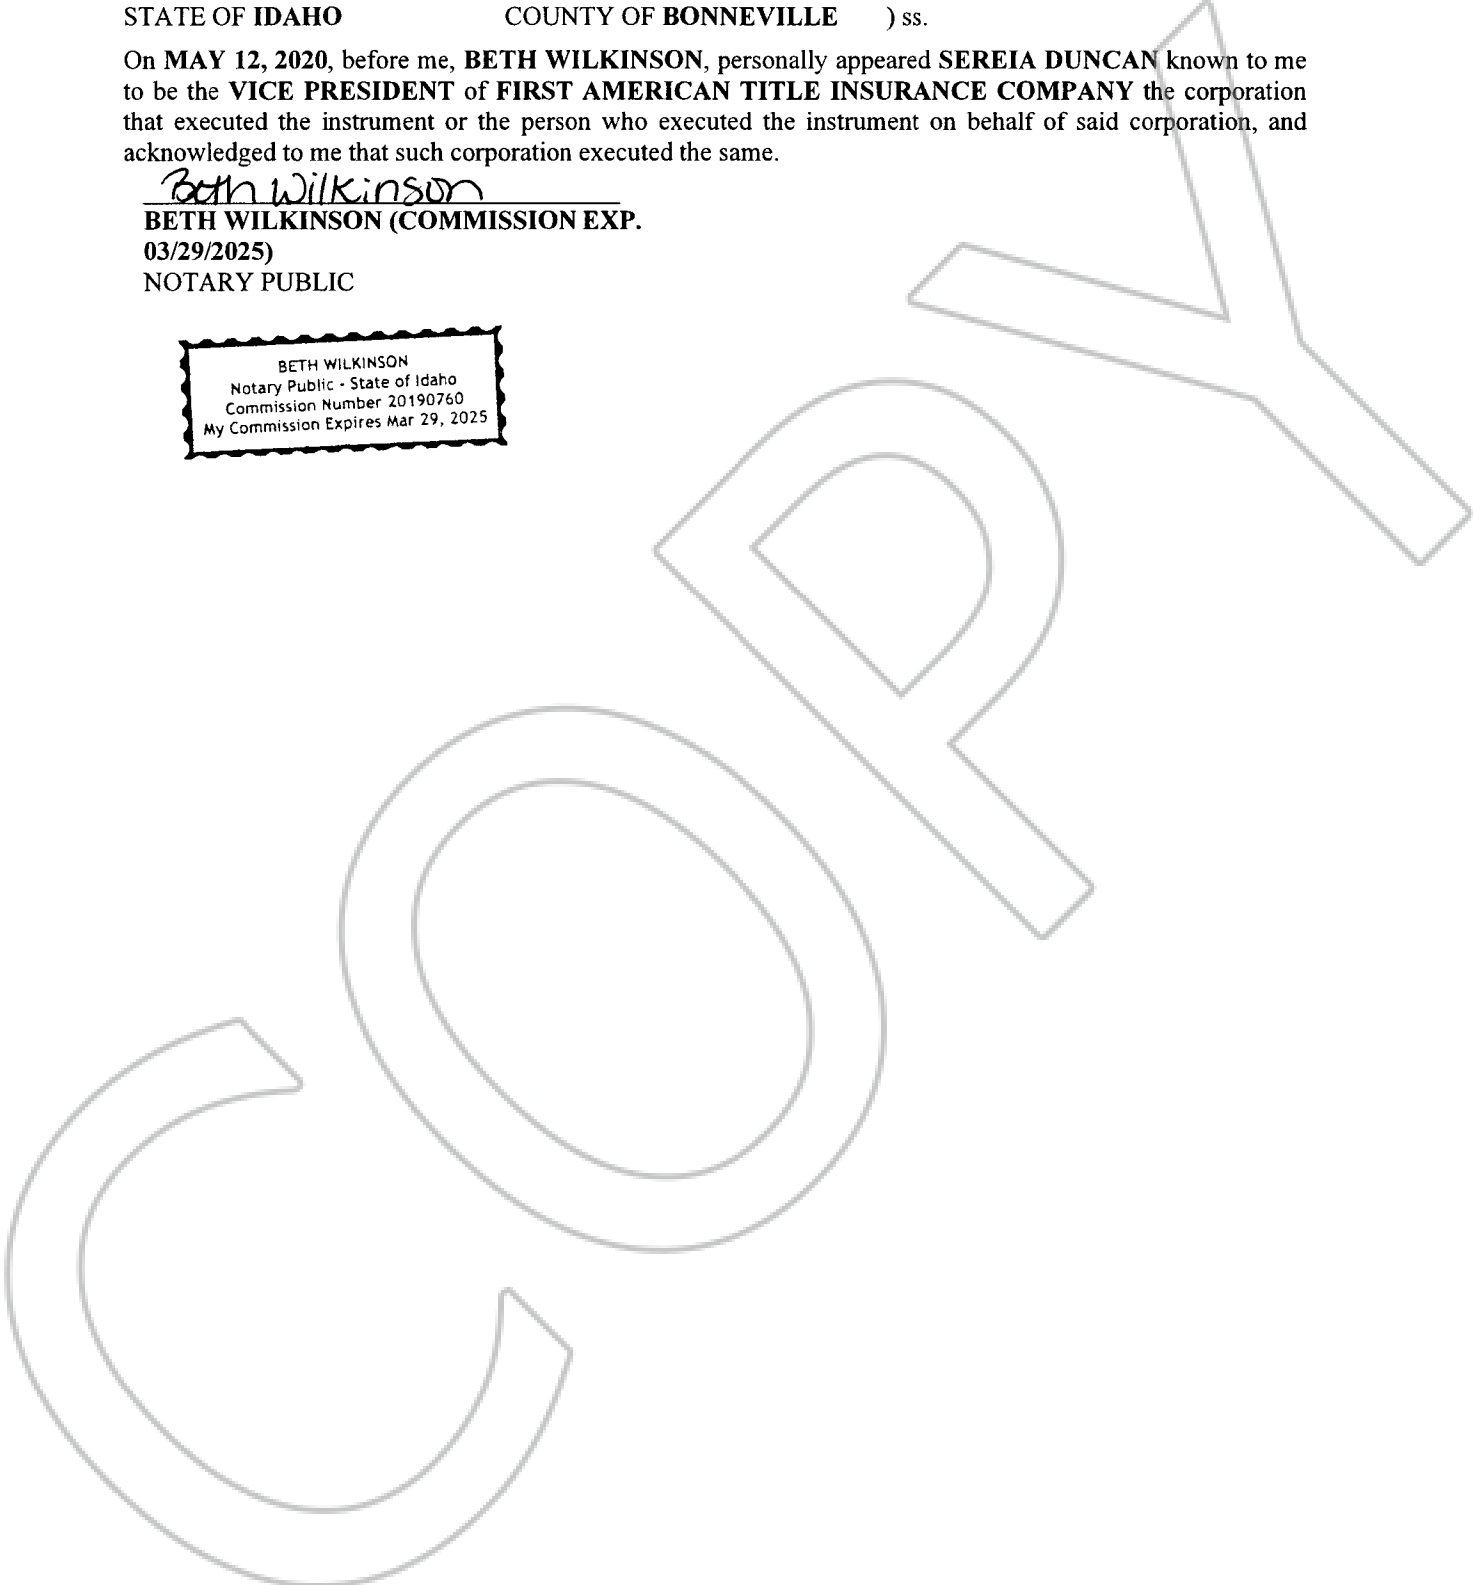 STATE OF IDAHO COUNTY OF BONNEVILLE ) ss.
On MAY 12, 2020, before me, BETH WILKINSON, personally appeared SEREIA DUNCAN known to me
to be the VICE PRESIDENT of FIRST AMERICAN TITLE INSURANCE COMPANY the corporation
that executed the instrument or the person who executed the instrument on behalf of said corporation, and
acknowledged to me that such corporation executed the same.
Beth Wilkinson
BETH WILKINSON (COMMISSION EXP.
03/29/2025)
NOTARY PUBLIC
BETH WILKINSON
Notary Public - State of Idaho
Commission Number 20190760
My Commission Expires Mar 29, 2025
COPY